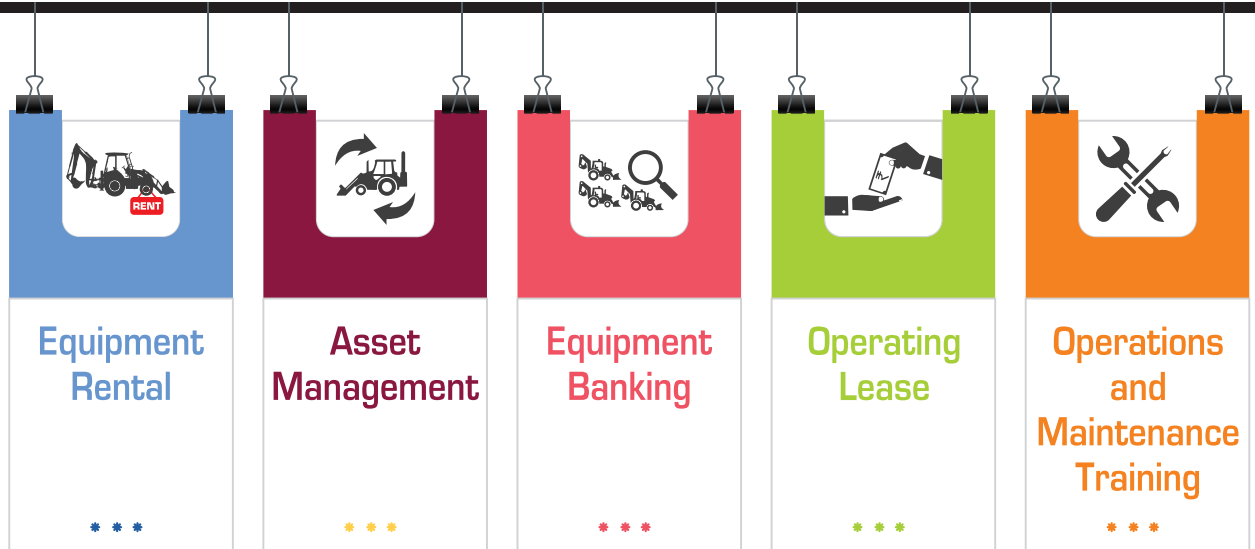 RENT
Equipment
Rental
Asset
Management
Equipment
Banking
Operating
Lease
Operations
and
Maintenance
Training